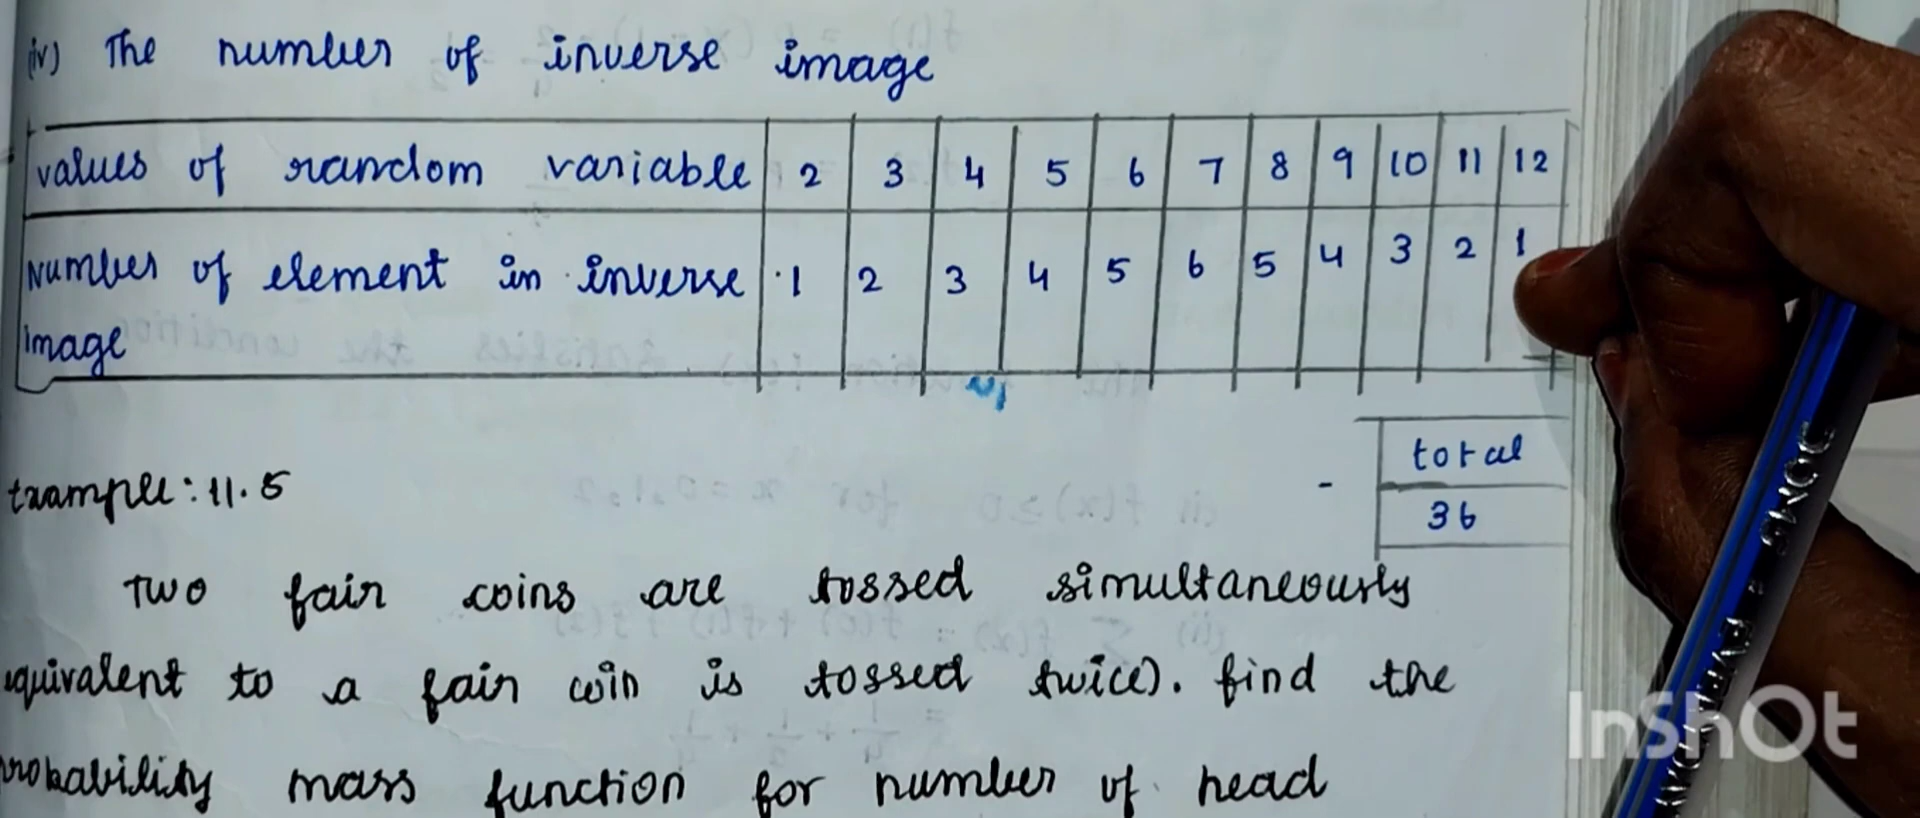 (iv) The number of inverse image
values of random variable 2 3 4 5 6 7 8 9 10 11 12
Number of element in inverse 1 2 3 4 5 6 5 4 3 2 1
image
total
Example: 11.5
36
Two fair coins are tossed simultaneously
equivalent to a fair coin is tossed twice). find the
probability mass function for number of head
InShOt